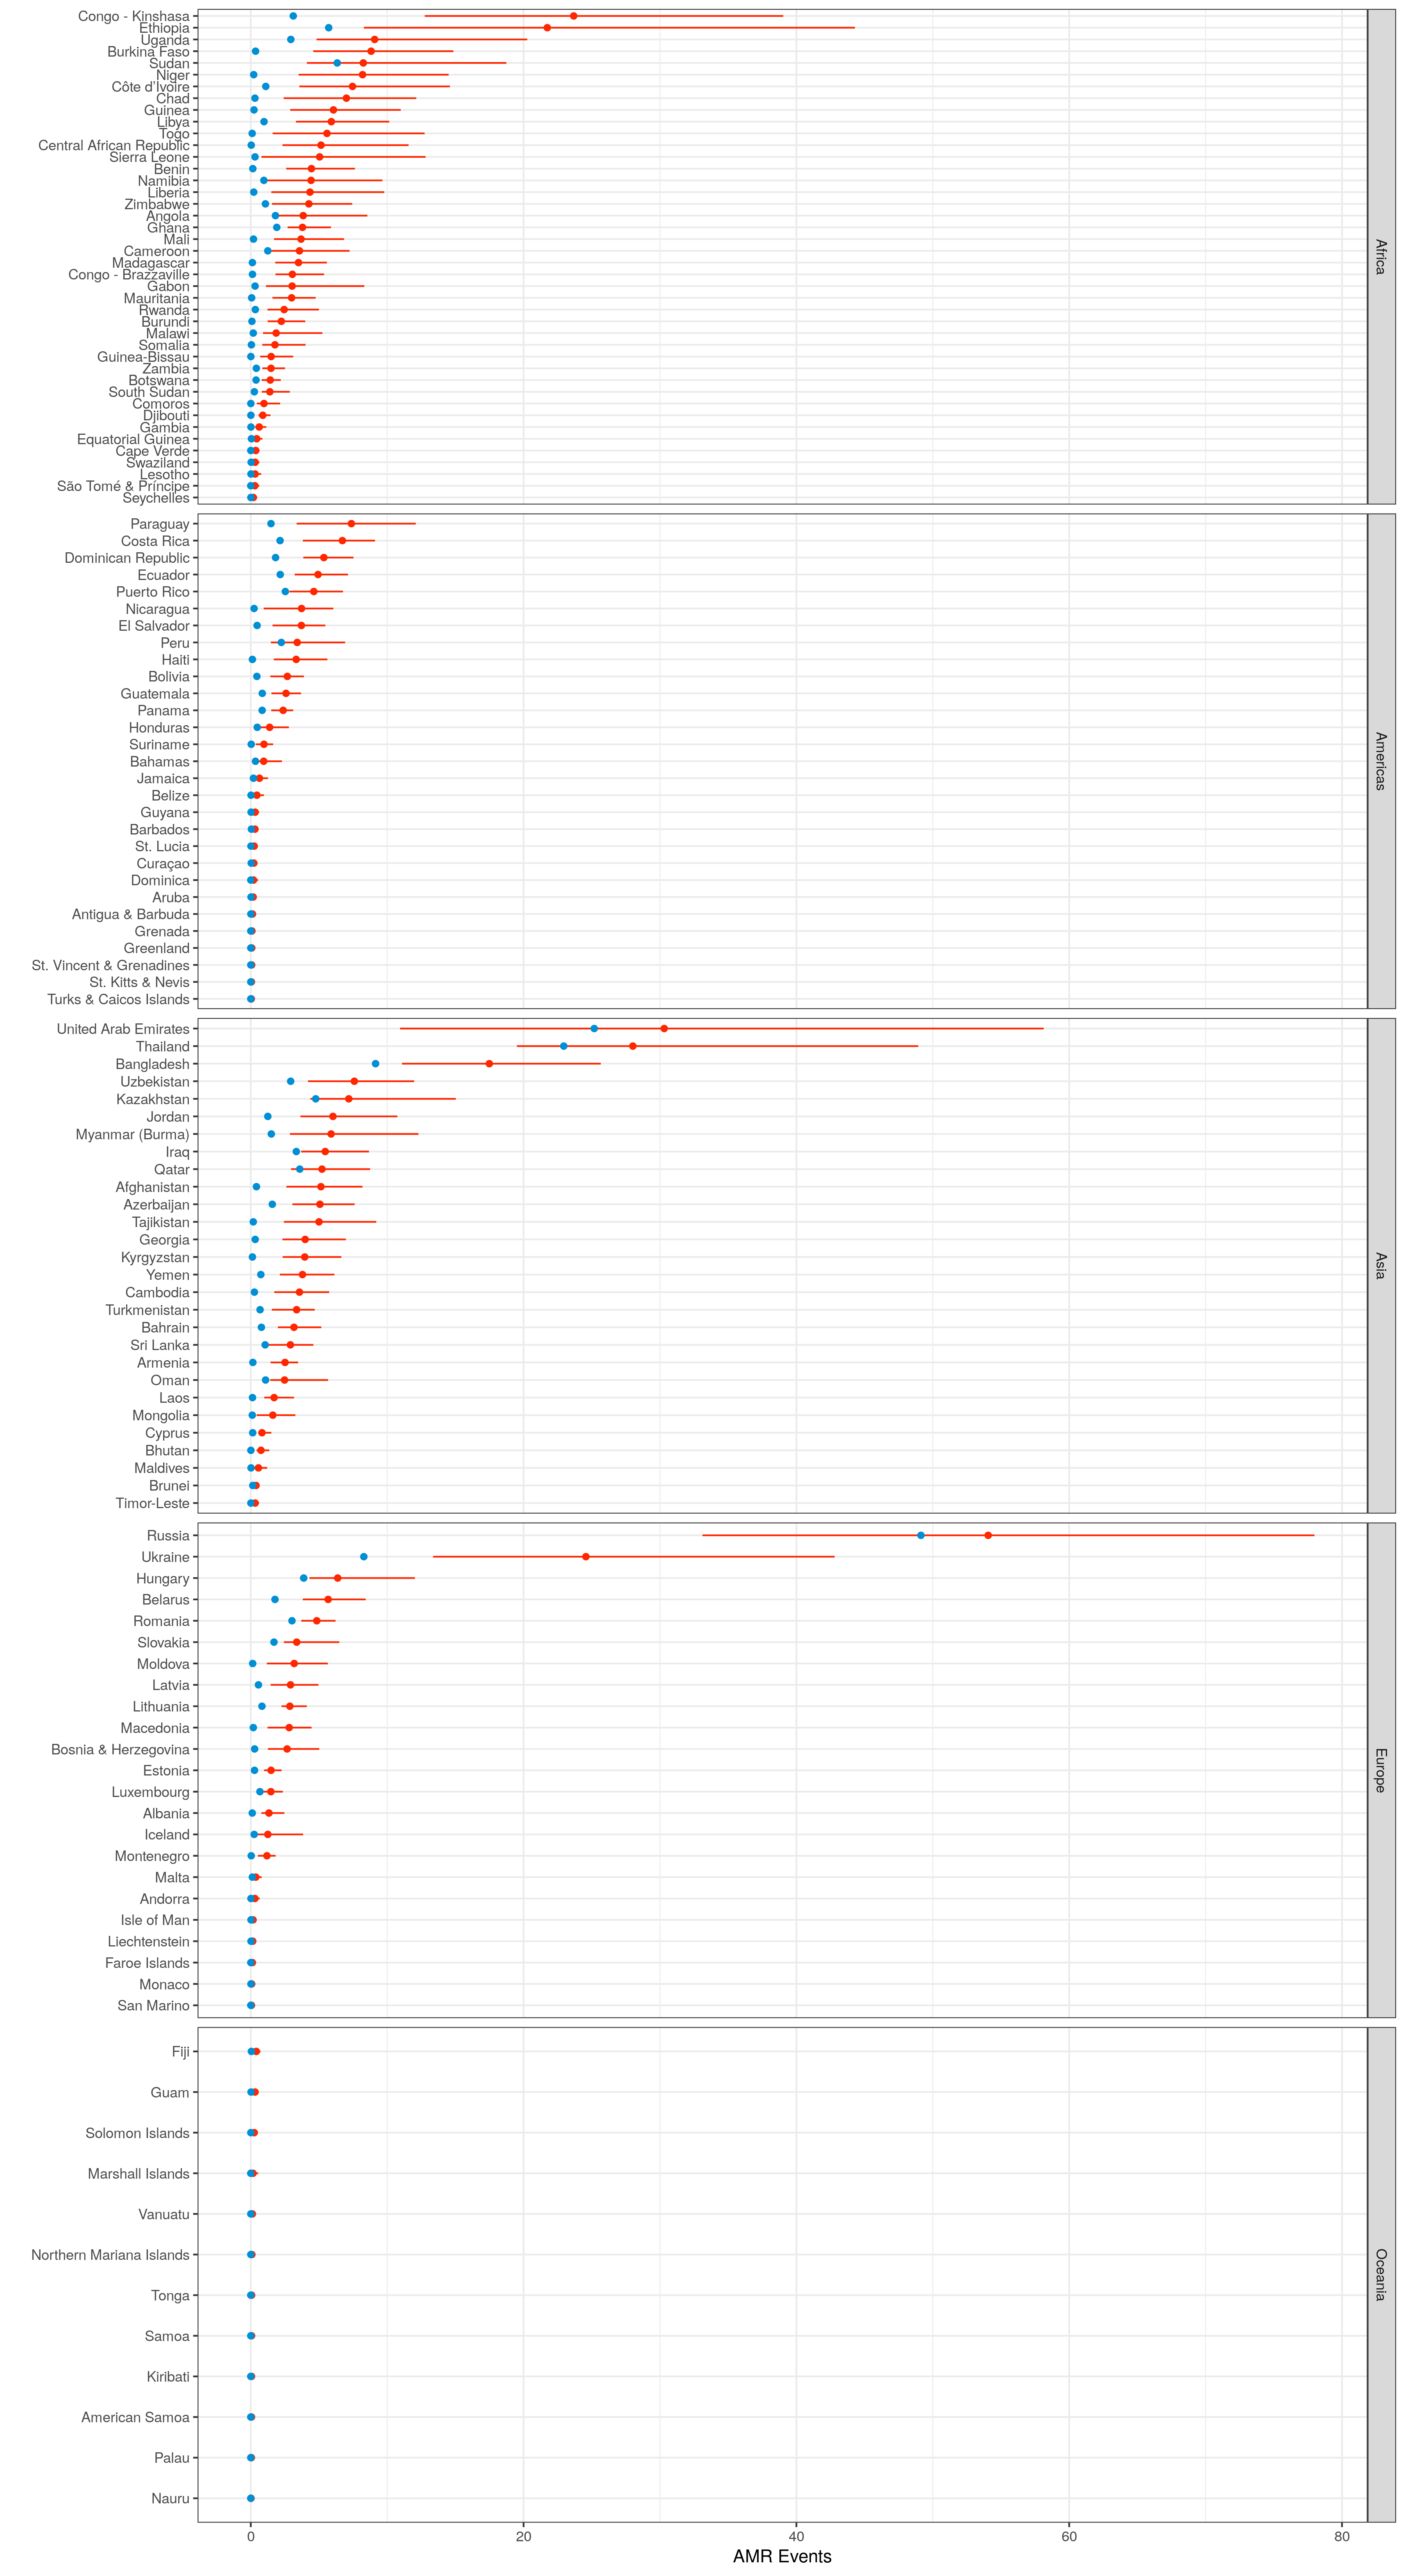 Congo - Kinshasa
Ethiopia
Uganda
Burkina Faso
Sudan
Niger
Côte d'Ivoire
Chad
Guinea
Libya
Togo
Central African Republic
Sierra Leone
Benin
Namibia
Liberia
Zimbabwe
Angola
Ghana
Mali
Cameroon
Madagascar
Congo - Brazzaville
Gabon
Mauritania
Rwanda
Burundi
Malawi
Somalia
Guinea-Bissau
Zambia
Botswana
South Sudan
Comoros
Djibouti
Gambia
Equatorial Guinea
Cape Verde
Swaziland
Lesotho
São Tomé & Príncipe
Seychelles
Africa
Paraguay
Costa Rica
Dominican Republic
Ecuador
Puerto Rico
Nicaragua
El Salvador
Peru
Haiti
Bolivia
Guatemala
Panama
Honduras
Suriname
Bahamas
Jamaica
Belize
Guyana
Barbados
St. Lucia
Curaçao
Dominica
Aruba
Antigua & Barbuda
Grenada
Greenland
St. Vincent & Grenadines
St. Kitts & Nevis
Turks & Caicos Islands
Americas
United Arab Emirates
Thailand
Bangladesh
Uzbekistan
Kazakhstan
Jordan
Myanmar (Burma)
Iraq
Qatar
Afghanistan
Azerbaijan
Tajikistan
Georgia
Kyrgyzstan
Yemen
Cambodia
Turkmenistan
Bahrain
Sri Lanka
Armenia
Oman
Laos
Mongolia
Cyprus
Bhutan
Maldives
Brunei
Timor-Leste
Asia
Russia
Ukraine
Hungary
Belarus
Romania
Slovakia
Moldova
Latvia
Lithuania
Macedonia
Bosnia & Herzegovina
Estonia
Luxembourg
Albania
Iceland
Montenegro
Malta
Andorra
Isle of Man
Liechtenstein
Faroe Islands
Monaco
San Marino
Europe
Fiji
Guam
Solomon Islands
Marshall Islands
Vanuatu
Northern Mariana Islands
Tonga
Samoa
Kiribati
American Samoa
Palau
Nauru
Oceania
0 20 40 60 80
AMR Events